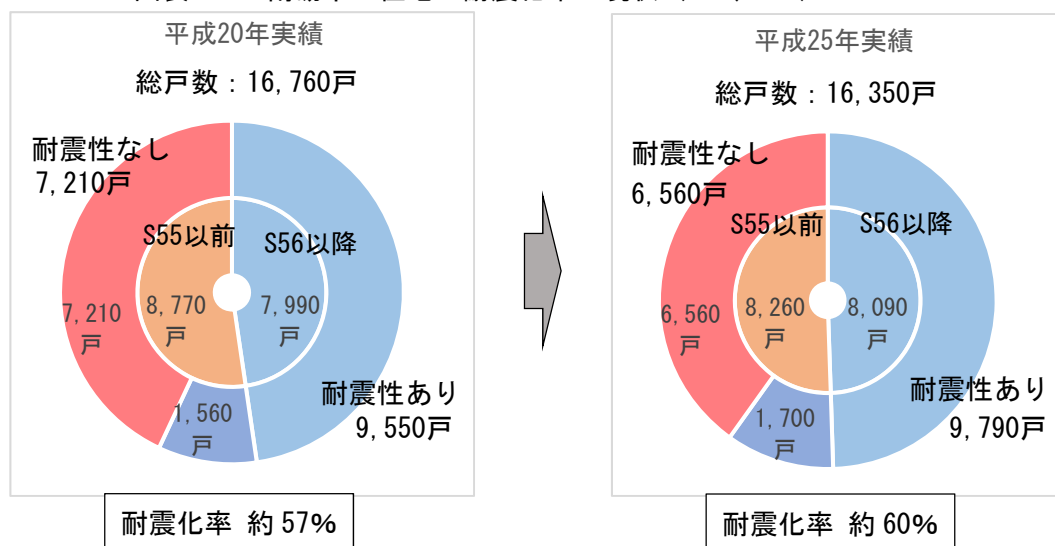 平成20年実績
総戸数：16,760戸
耐震性なし
7,210戸
S55以前
S56以降
7,210
戸
8,770
戸
7,990
戸
1,560
戸
耐震性あり
9,550戸
耐震化率 約57%
平成25年実績
総戸数：16,350戸
耐震性なし
6,560戸
S55以前
S56以降
6,560
戸
8,260
戸
8,090
戸
1,700
戸
耐震性あり
9,790戸
耐震化率 約60%